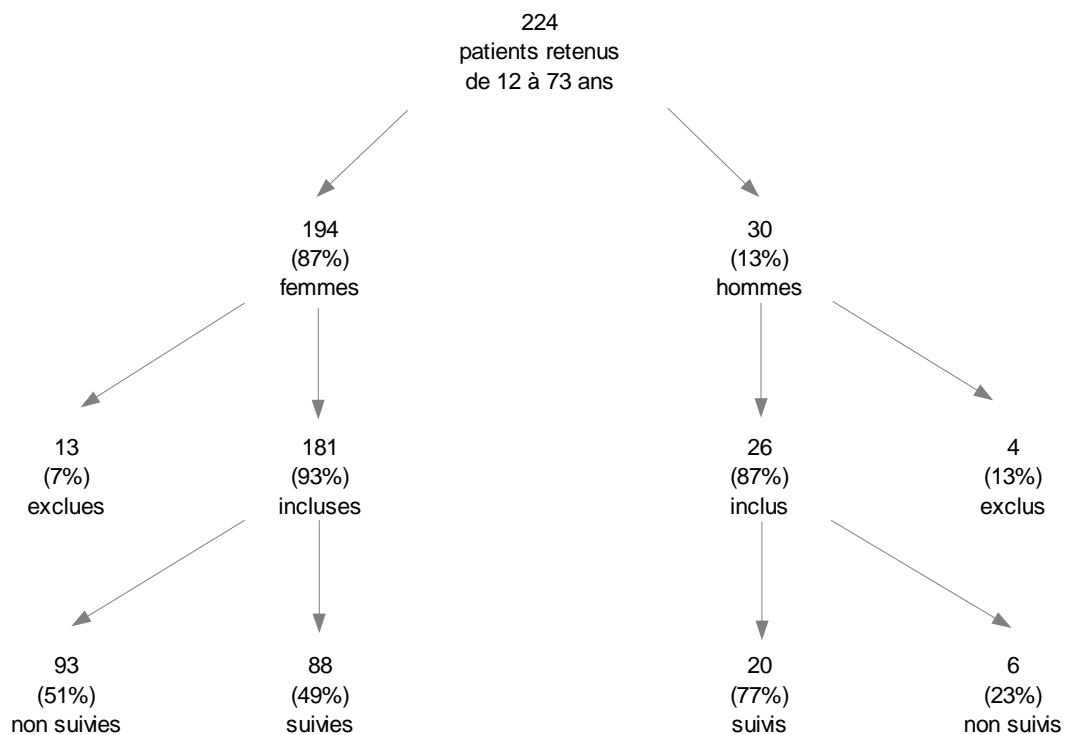 224
patients retenus
de 12 à 73 ans
194
(87%)
femmes
30
(13%)
hommes
13
(7%)
exclues
181
(93%)
incluses
26
(87%)
inclus
4
(13%)
exclus
93
(51%)
non suivies
88
(49%)
suivies
20
(77%)
suivis
6
(23%)
non suivis